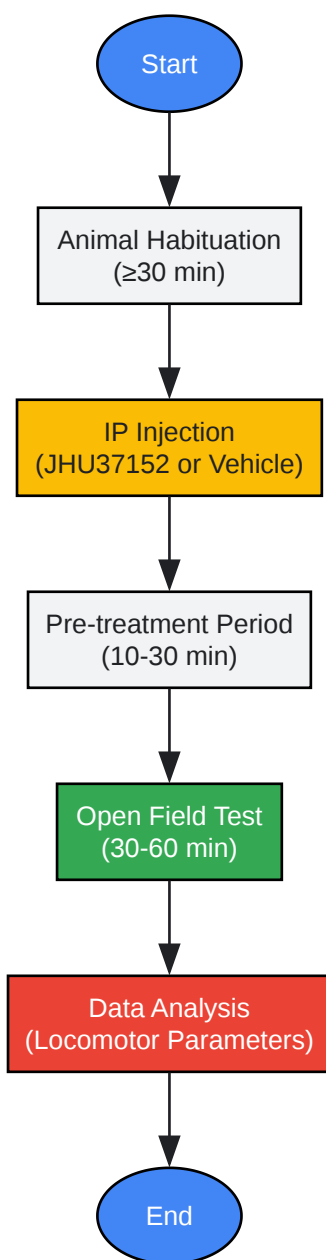 Start
Animal Habituation
(≥30 min)
IP Injection
(JHU37152 or Vehicle)
Pre-treatment Period
(10-30 min)
Open Field Test
(30-60 min)
Data Analysis
(Locomotor Parameters)
End